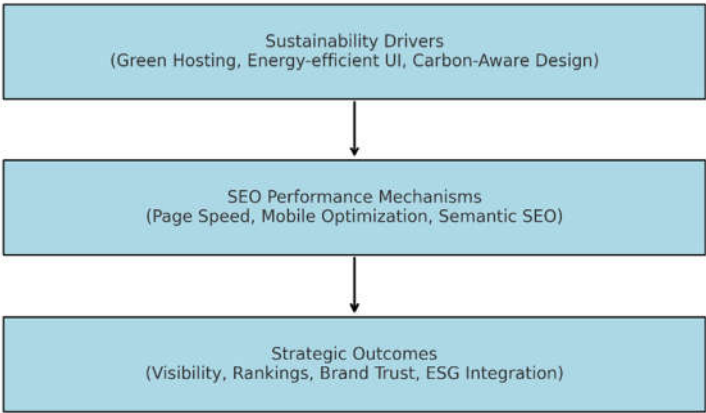 Sustainability Drivers
(Green Hosting, Energy-efficient UI, Carbon-Aware Design)
SEO Performance Mechanisms
(Page Speed, Mobile Optimization, Semantic SEO)
Strategic Outcomes
(Visibility, Rankings, Brand Trust, ESG Integration)